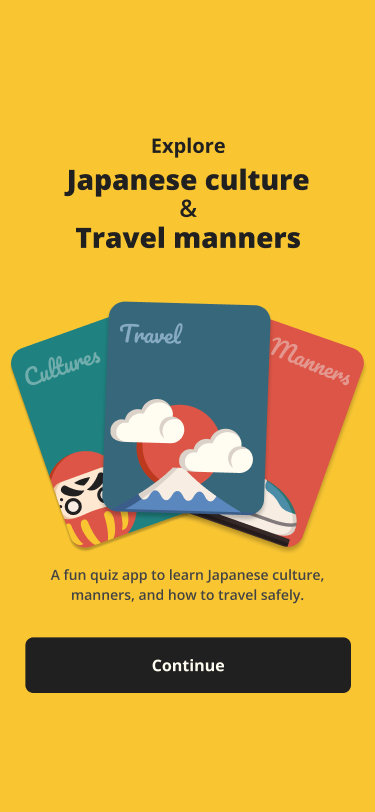 Explore
Japanese culture
&
Travel manners
Cultures
Travel
Manners
A fun quiz app to learn Japanese culture,
manners, and how to travel safely.
Continue